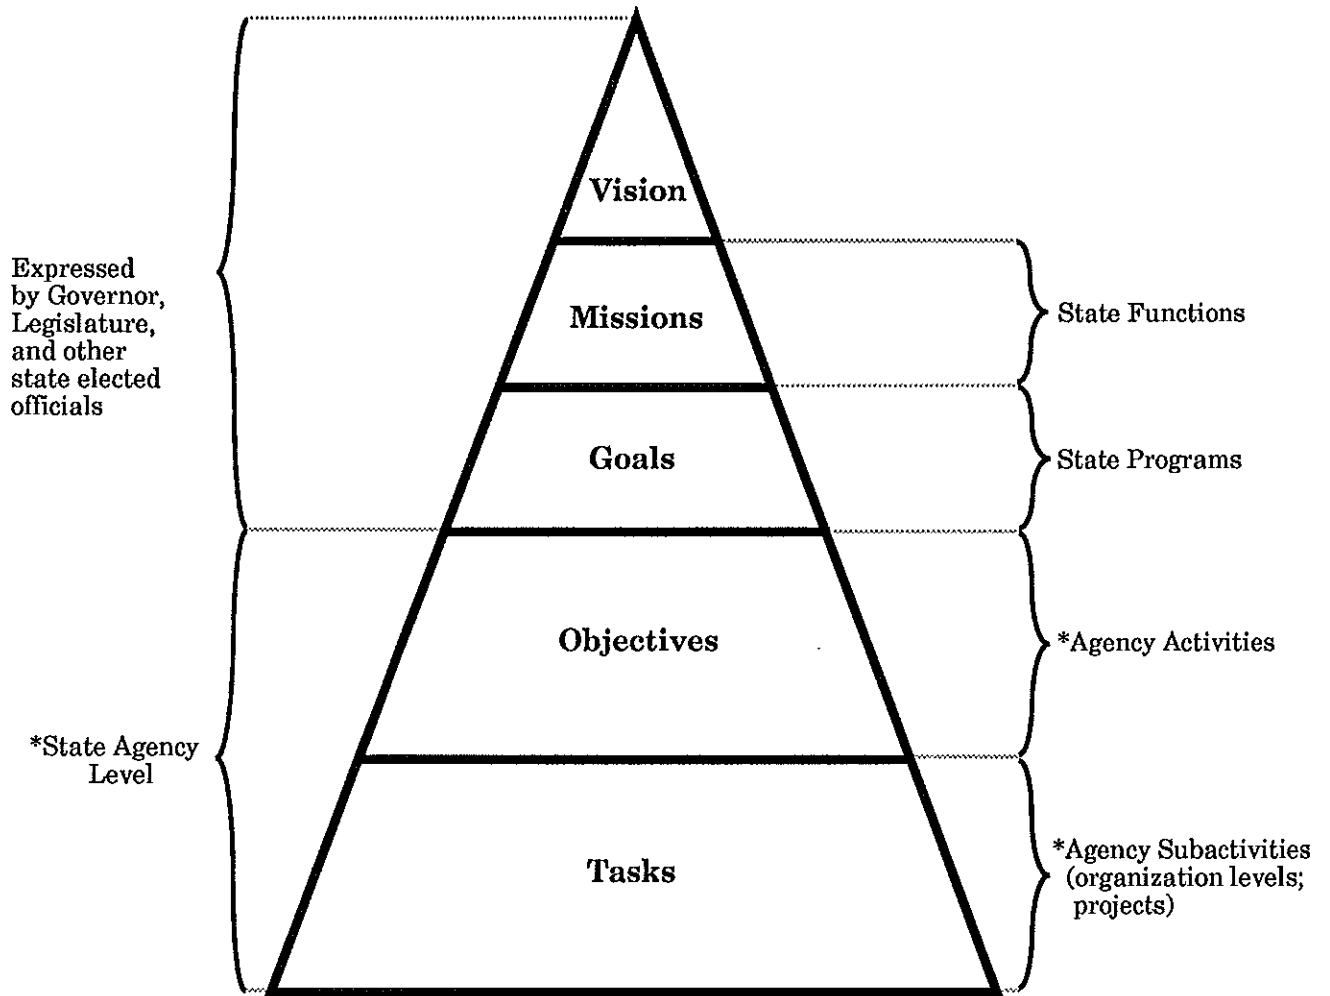 Vision
Expressed
by Governor,
Legislature,
and other
state elected
officials
Missions
State Functions
Goals
State Programs
Objectives
*Agency Activities
*State Agency
Level
Tasks
*Agency Subactivities
(organization levels;
projects)